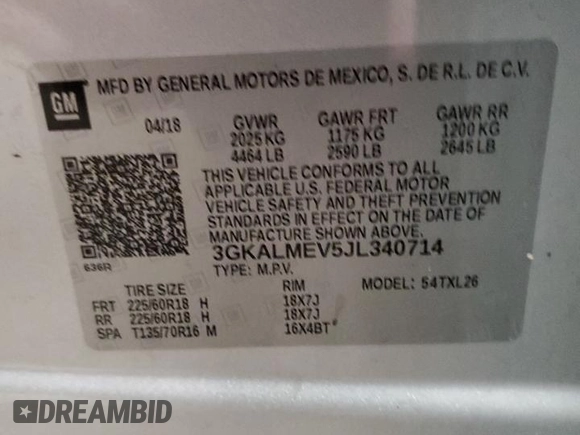 GM
MFD BY GENERAL MOTORS DE MEXICO, S. DE R.L. DE C.V.
04/18 GVWR GAWR FRT GAWR RR
2025 KG 1175 KG 1200 KG
4464 LB 2590 LB 2645 LB
THIS VEHICLE CONFORMS TO ALL
APPLICABLE U.S. FEDERAL MOTOR
VEHICLE SAFETY AND THEFT PREVENTION
STANDARDS IN EFFECT ON THE DATE OF
MANUFACTURE SHOWN ABOVE.
3GKALMEV5JL340714
636R TYPE: M.P.V. MODEL: 54TXL26
TIRE SIZE RIM
FRT 225/60R18 H 18X7J
RR 225/60R18 H 18X7J
SPA T135/70R16 M 16X4BT
DREAMBID